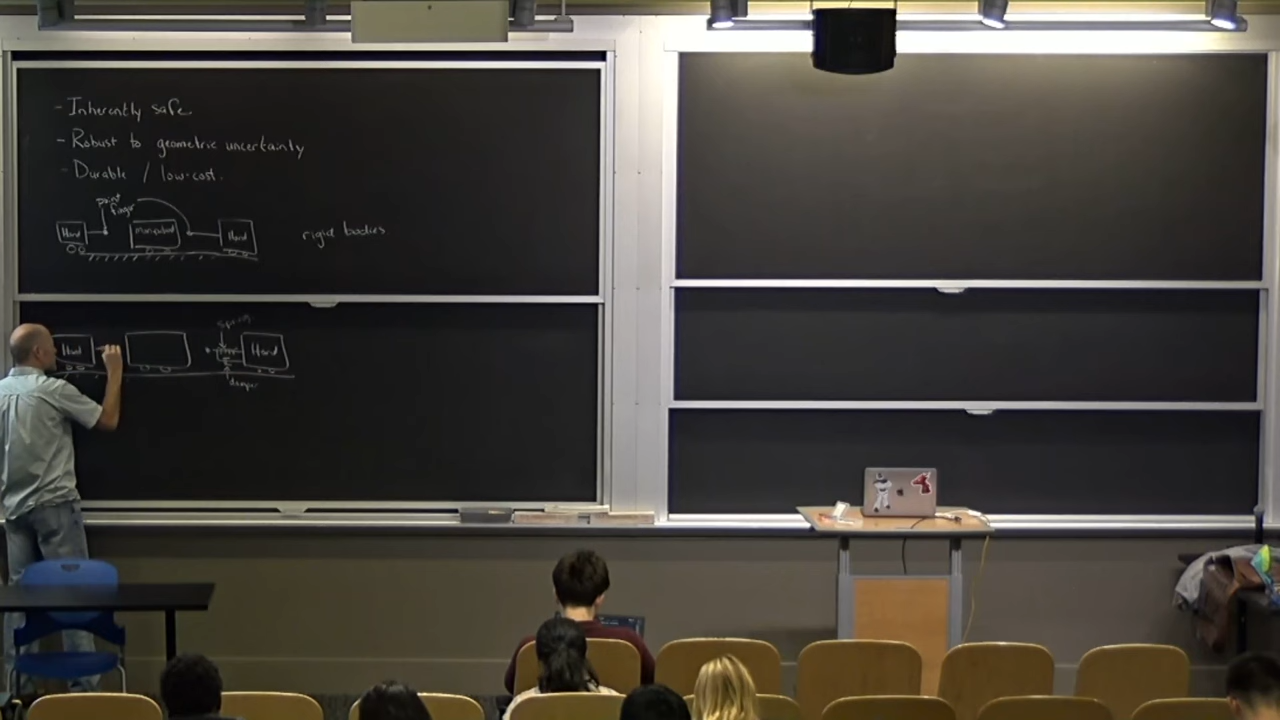 - Inherently safe
- Robust to geometric uncertainty
- Durable / low-cost.
point
finger
Hand
Manipuland
Hand
rigid bodies
spring
Hand
Hand
damper